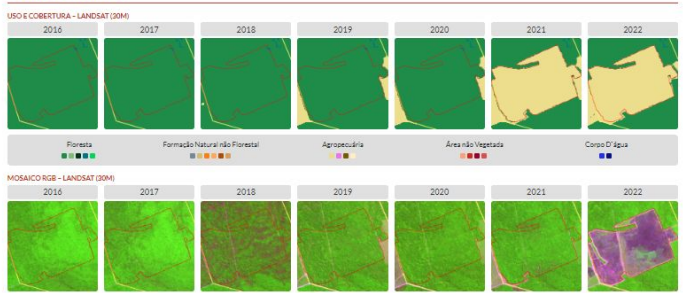 USO E COBERTURA – LANDSAT (30M)
2016 2017 2018 2019 2020 2021 2022
Floresta Formação Natural não Florestal Agropecuária Área não Vegetada Corpo D'água
MOSAICO RGB – LANDSAT (30M)
2016 2017 2018 2019 2020 2021 2022